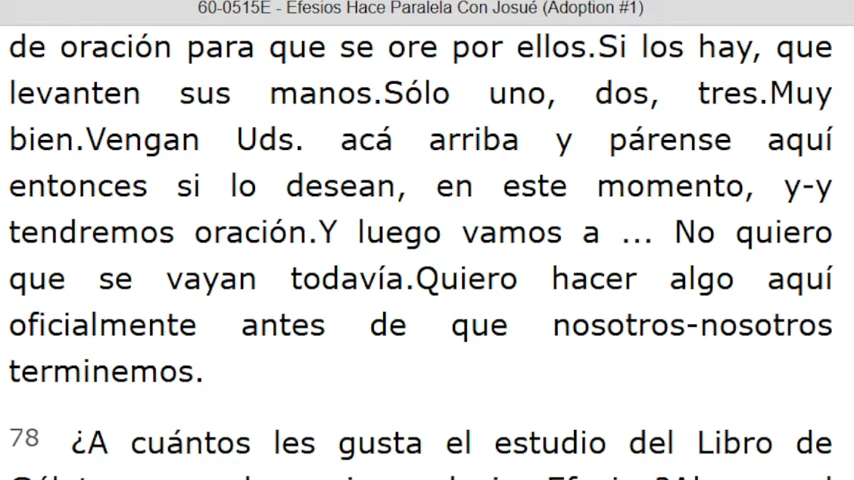 60-0515E - Efesios Hace Paralela Con Josué (Adoption #1)
de oración para que se ore por ellos.Si los hay, que
levanten sus manos.Sólo uno, dos, tres.Muy
bien.Vengan Uds. acá arriba y párense aquí
entonces si lo desean, en este momento, y-y
tendremos oración.Y luego vamos a ... No quiero
que se vayan todavía.Quiero hacer algo aquí
oficialmente antes de que nosotros-nosotros
terminemos.
78 ¿A cuántos les gusta el estudio del Libro de